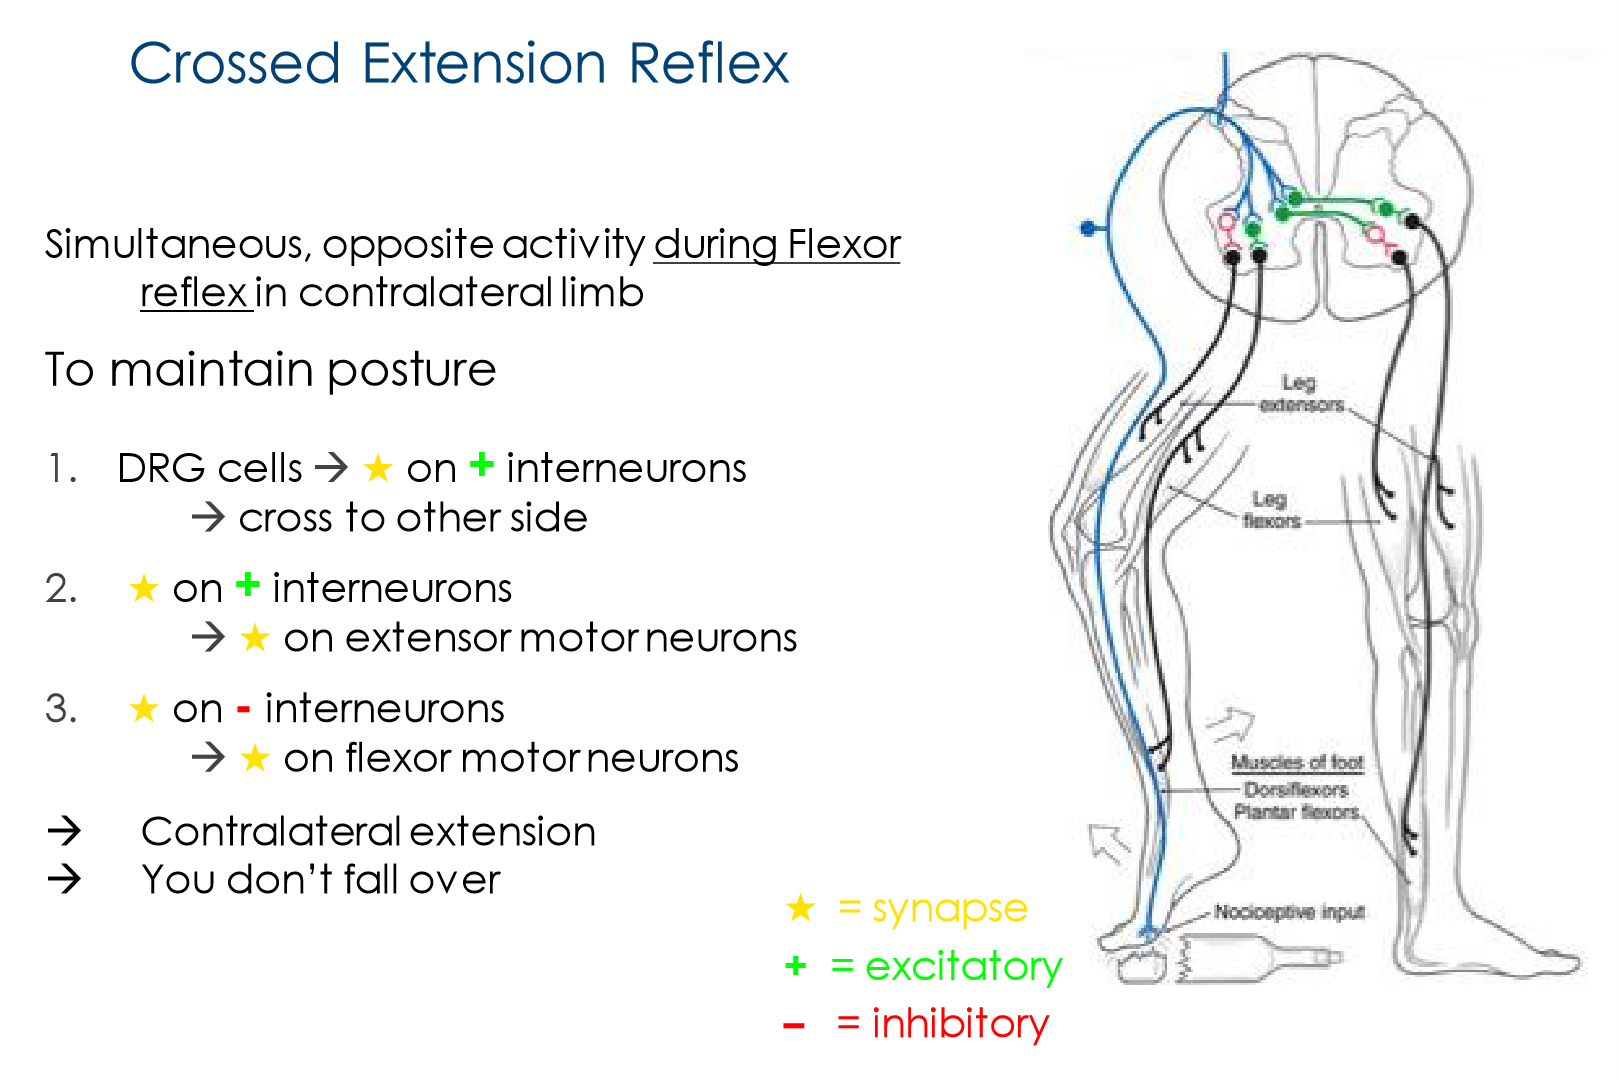 Crossed Extension Reflex
Simultaneous, opposite activity during Flexor
reflex in contralateral limb
To maintain posture
1. DRG cells → ★ on + interneurons
→ cross to other side
2. ★ on + interneurons
→ ★ on extensor motor neurons
3. ★ on - interneurons
→ ★ on flexor motor neurons
→ Contralateral extension
→ You don't fall over
★ = synapse
+ = excitatory
– = inhibitory
Leg
extensors
Leg
flexors
Muscles of foot
Dorsiflexors
Plantar flexors
Nociceptive input